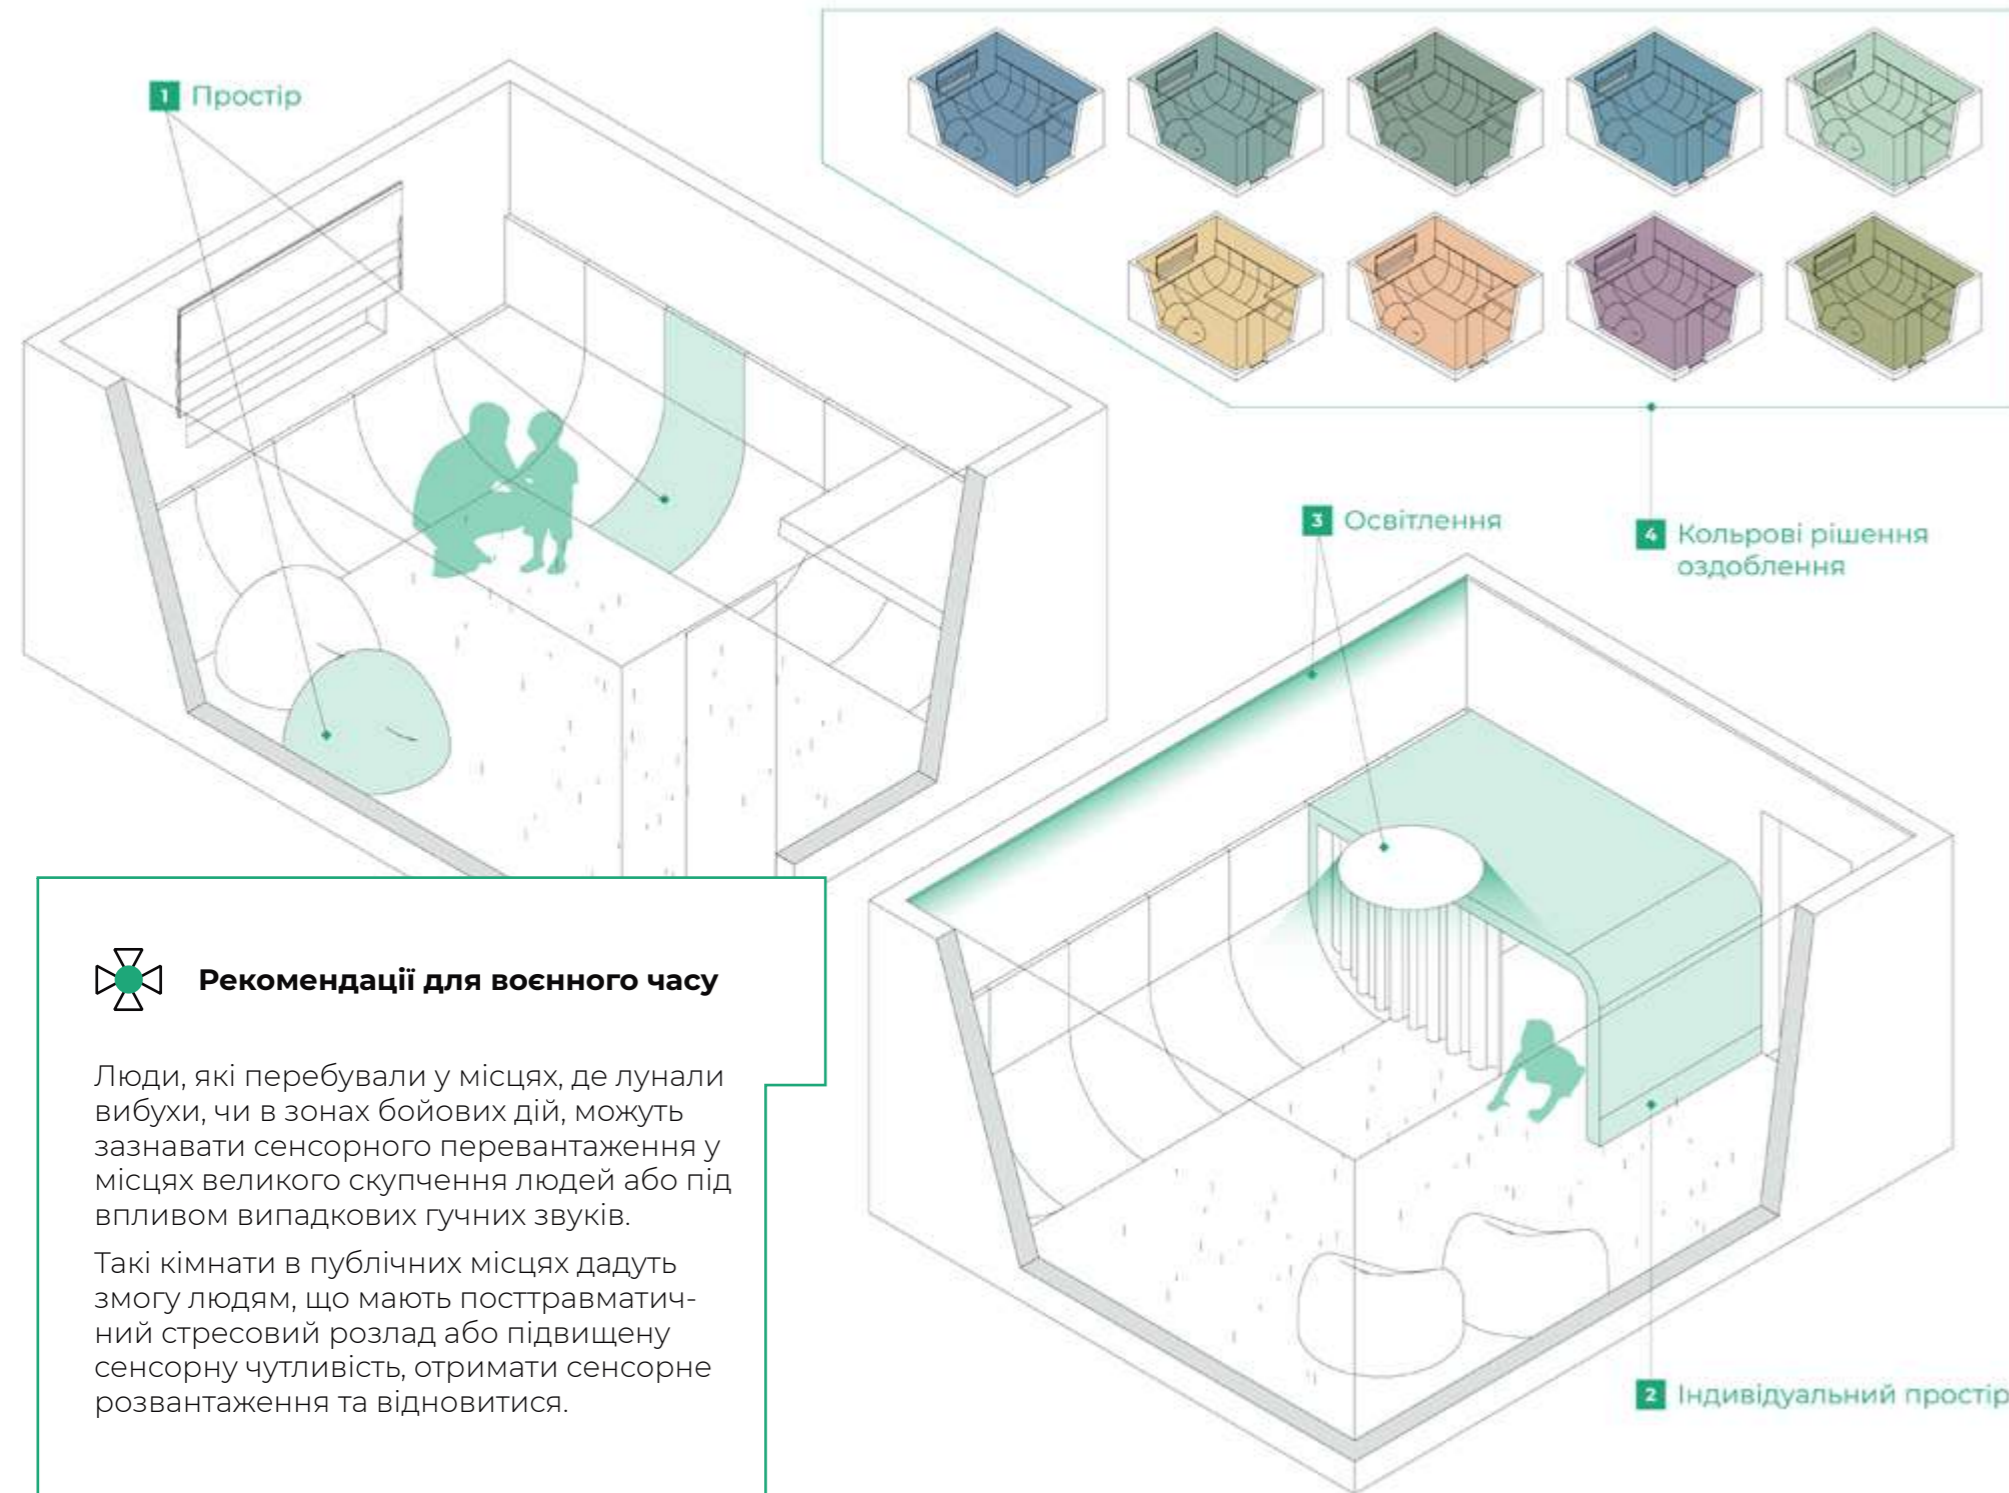 1 Простір
3 Освітлення
4 Кольрові рішення
оздоблення
Рекомендації для воєнного часу
Люди, які перебували у місцях, де лунали
вибухи, чи в зонах бойових дій, можуть
зазнавати сенсорного перевантаження у
місцях великого скупчення людей або під
впливом випадкових гучних звуків.
Такі кімнати в публічних місцях дадуть
змогу людям, що мають посттравматич-
ний стресовий розлад або підвищену
сенсорну чутливість, отримати сенсорне
розвантаження та відновитися.
2 Індивідуальний простір